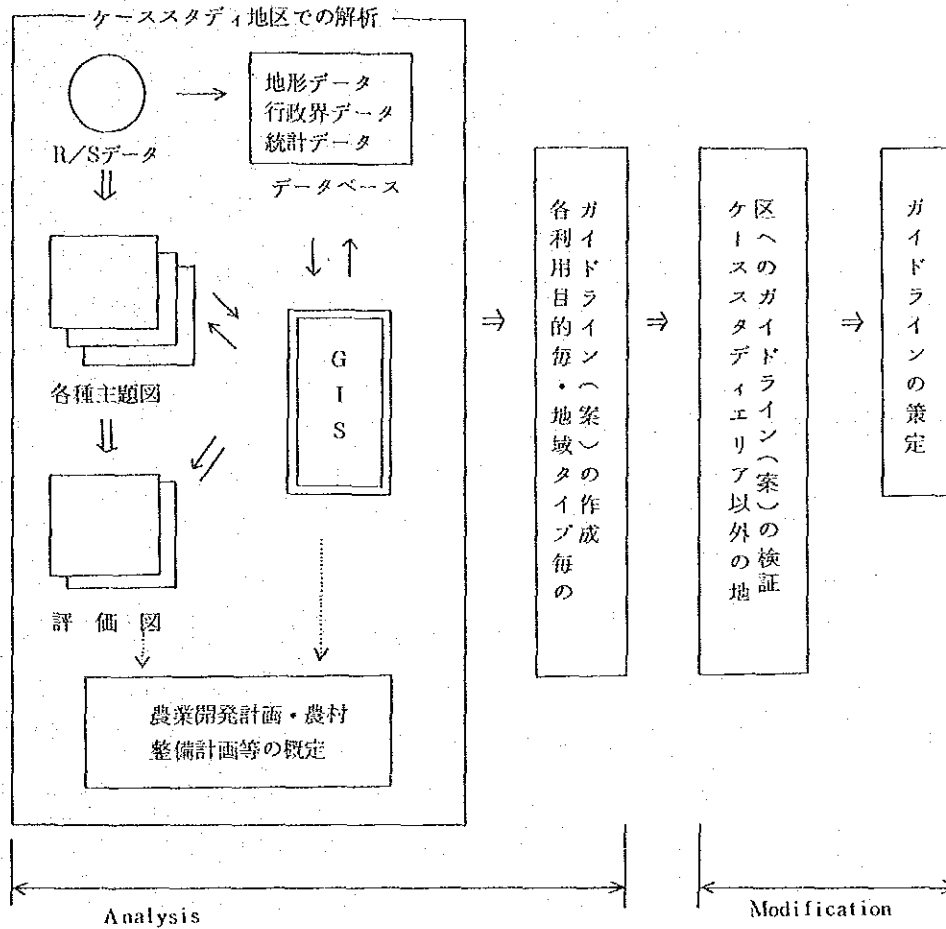 ケーススタディ地区での解析
R/Sデータ
地形データ
行政界データ
統計データ
データベース
各種主題図
G
I
S
評 価 図
農業開発計画・農村
整備計画等の概定
各利用目的毎・地域タイプ毎の
ガイドライン(案)の作成
ケーススタディエリア以外の地
区へのガイドライン(案)の検証
ガイドラインの策定
Analysis
Modification